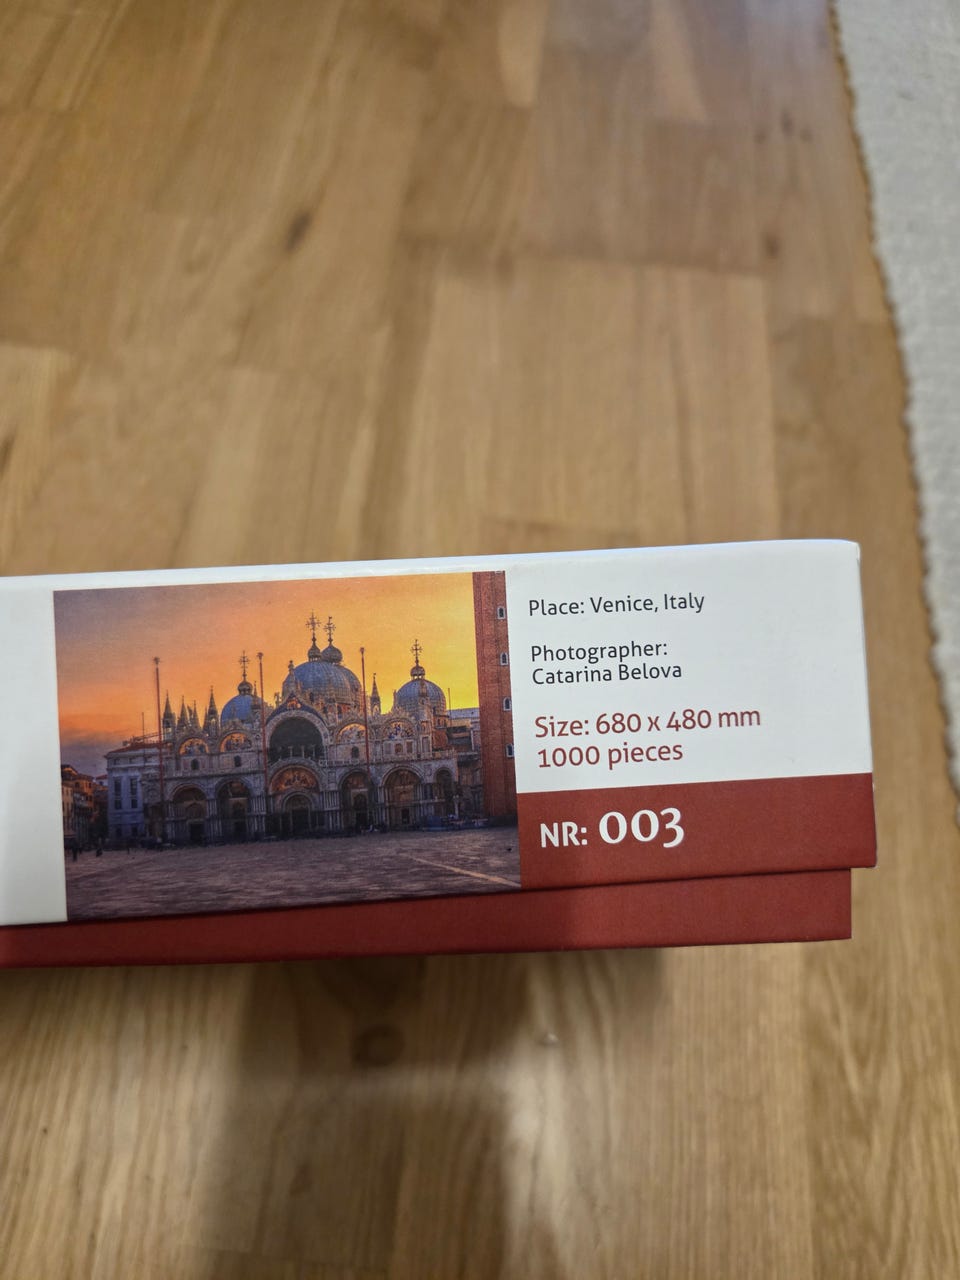 Place: Venice, Italy
Photographer:
Catarina Belova
Size: 680 x 480 mm
1000 pieces
NR: 003